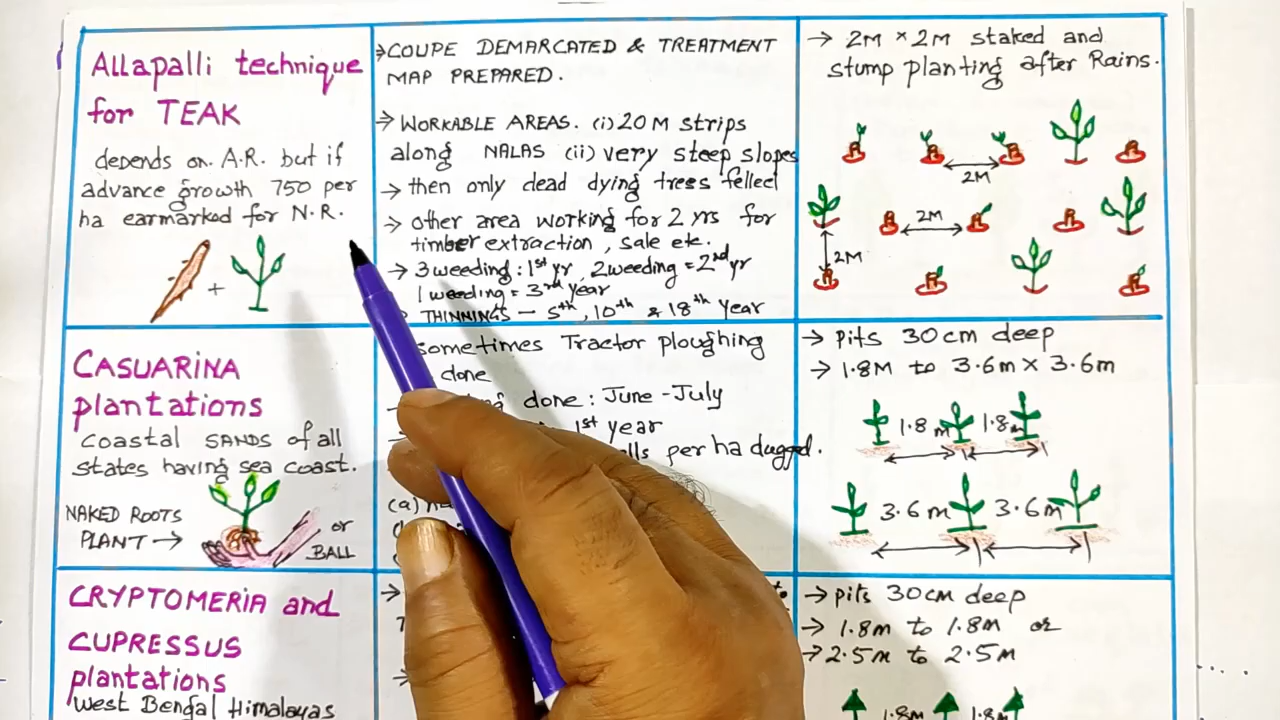 Allapalli technique
for TEAK
depends on A.R. but if
advance growth 750 per
ha earmarked for N.R.
+
→ COUPE DEMARCATED & TREATMENT
MAP PREPARED.
→ WORKABLE AREAS. (i) 20 M strips
along NALAS (ii) very steep slopes
→ then only dead dying trees felled
→ other area working for 2 yrs for
timber extraction, sale etc.
→ 3 weeding: 1st yr, 2 weeding = 2nd yr
1 weeding = 3rd year
THINNINGS - 5th, 10th & 18th year
→ 2M × 2M staked and
stump planting after Rains.
2M
2M
2M
CASUARINA
plantations
coastal SANDS of all
states having sea coast.
NAKED ROOTS
PLANT →
or
BALL
sometimes Tractor ploughing
done
done: June - July
1st year
per ha dugged.
(a)
→ pits 30 cm deep
→ 1.8M to 3.6m × 3.6m
1.8 m 1.8 m
3.6 m 3.6 m
CRYPTOMERIA and
CUPRESSUS
plantations
West Bengal Himalayas
→
→
→ pits 30cm deep
→ 1.8m to 1.8m or
→ 2.5m to 2.5m
1.8m 1.8m